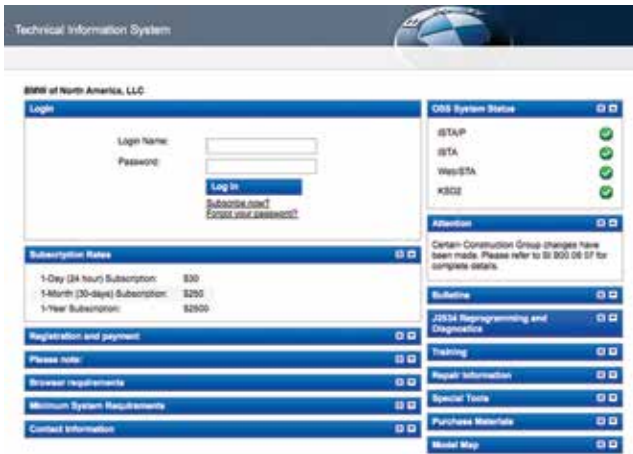 Technical Information System
BMW of North America, LLC
Login
Login Name:
Password:
Log In
Subscribe now?
Forgot your password?
Subscription Rates
1-Day (24 hour) Subscription: $30
1-Month (30-days) Subscription: $250
1-Year Subscription: $2500
Registration and payment
Please note:
Browser requirements
Minimum System Requirements
Contact Information
OSS System Status
ISTA/P
ISTA
WebISTA
KSD2
Attention
Certain Construction Group changes have
been made. Please refer to SI B00 06 07 for
complete details.
Bulletins
J2534 Reprogramming and
Diagnostics
Training
Repair Information
Special Tools
Purchase Materials
Model Map